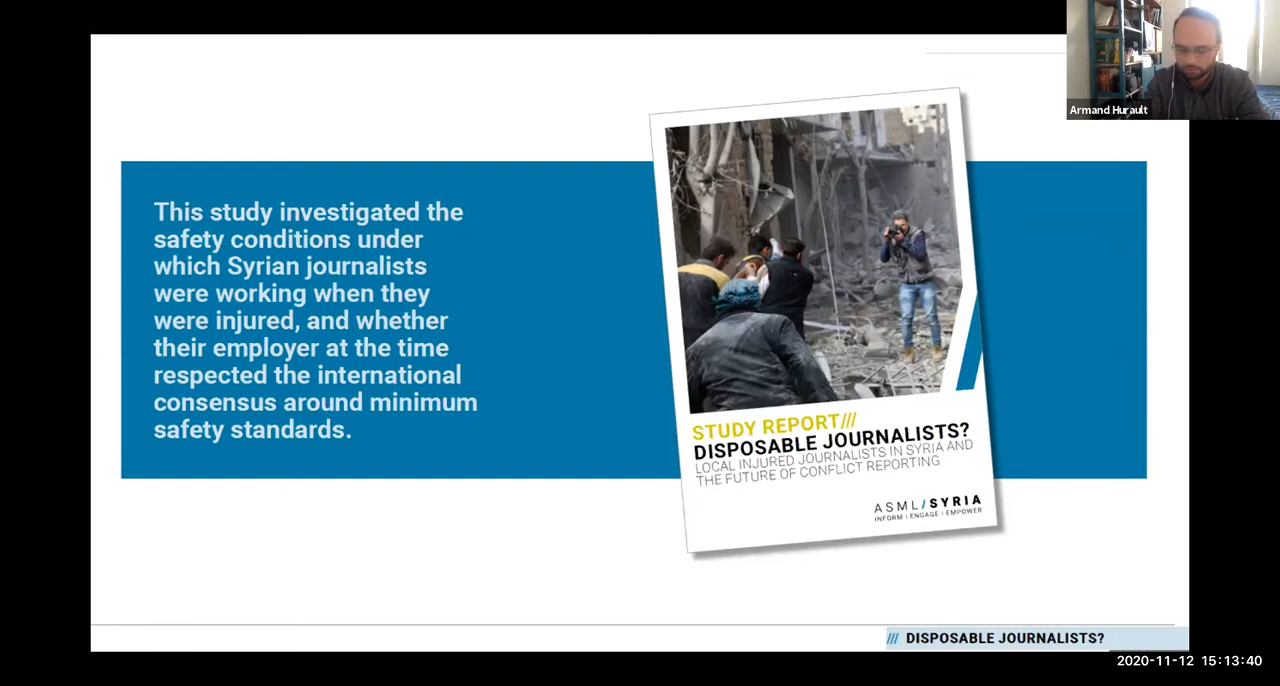 Armand Hurault
This study investigated the
safety conditions under
which Syrian journalists
were working when they
were injured, and whether
their employer at the time
respected the international
consensus around minimum
safety standards.
STUDY REPORT///
DISPOSABLE JOURNALISTS?
LOCAL INJURED JOURNALISTS IN SYRIA AND
THE FUTURE OF CONFLICT REPORTING
ASML/SYRIA
INFORM | ENGAGE | EMPOWER
/// DISPOSABLE JOURNALISTS?
2020-11-12 15:13:40